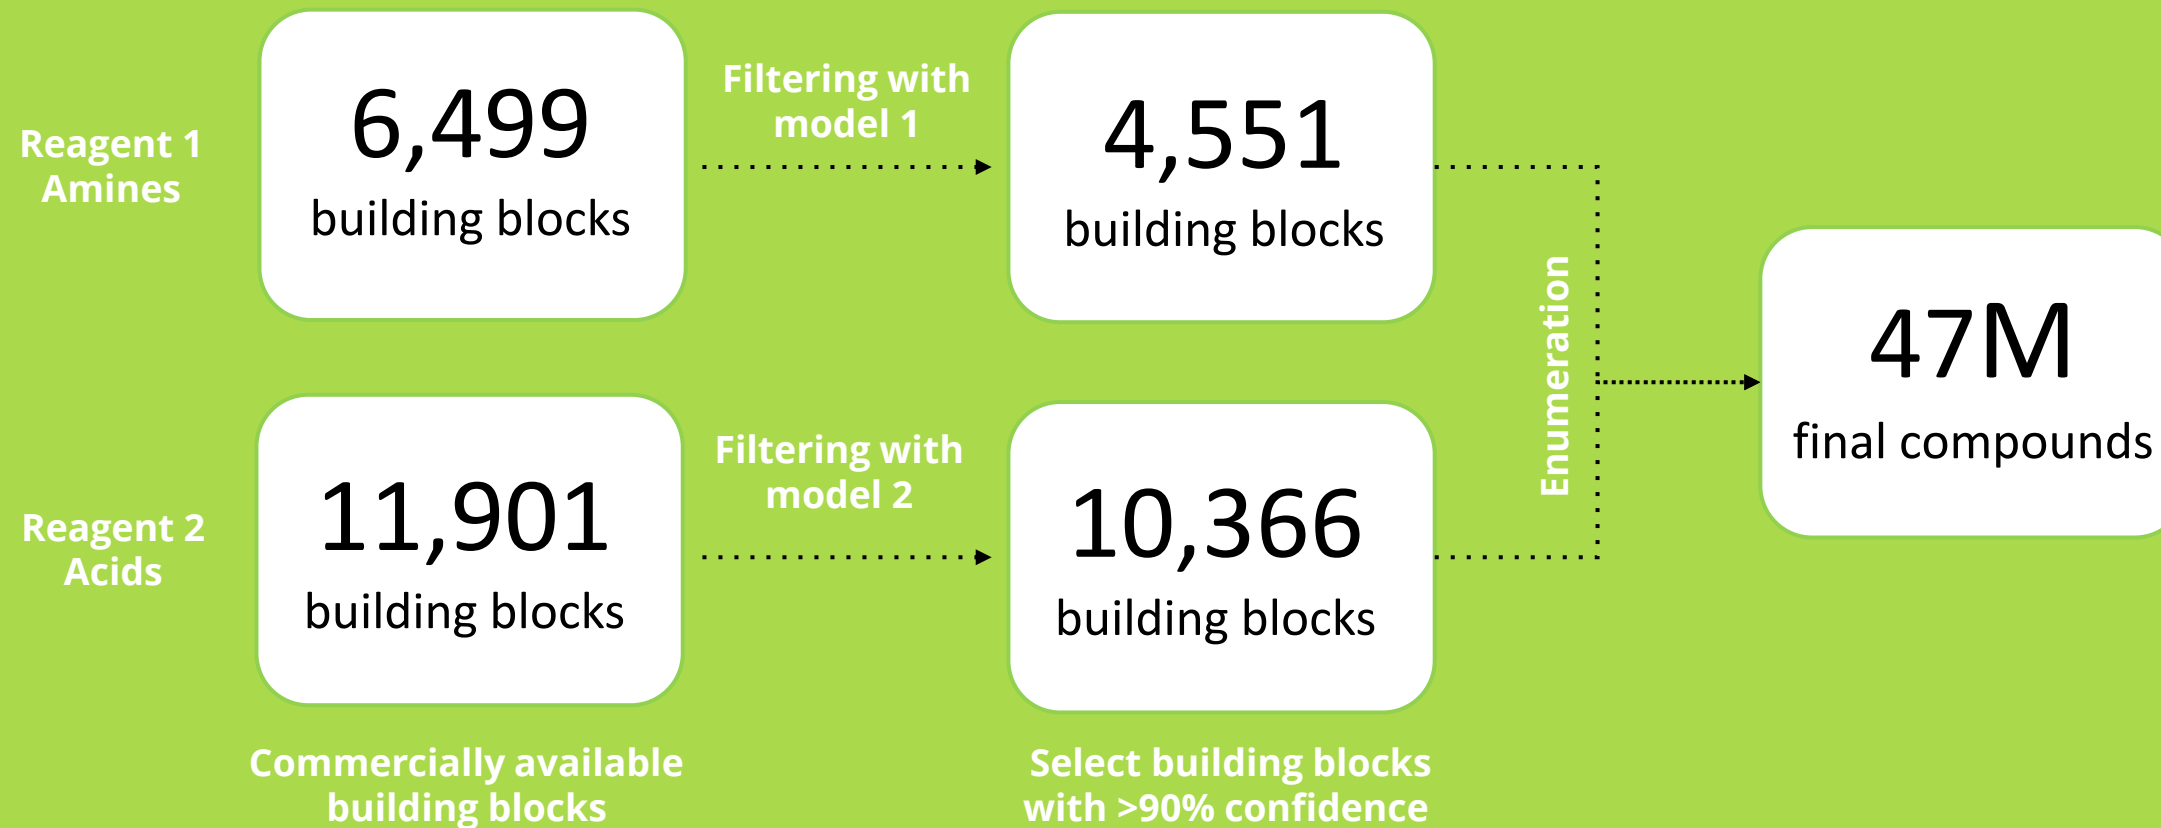 Reagent 1
Amines
6,499
building blocks
Filtering with
model 1
4,551
building blocks
Reagent 2
Acids
11,901
building blocks
Filtering with
model 2
10,366
building blocks
Enumeration
47M
final compounds
Commercially available
building blocks
Select building blocks
with >90% confidence